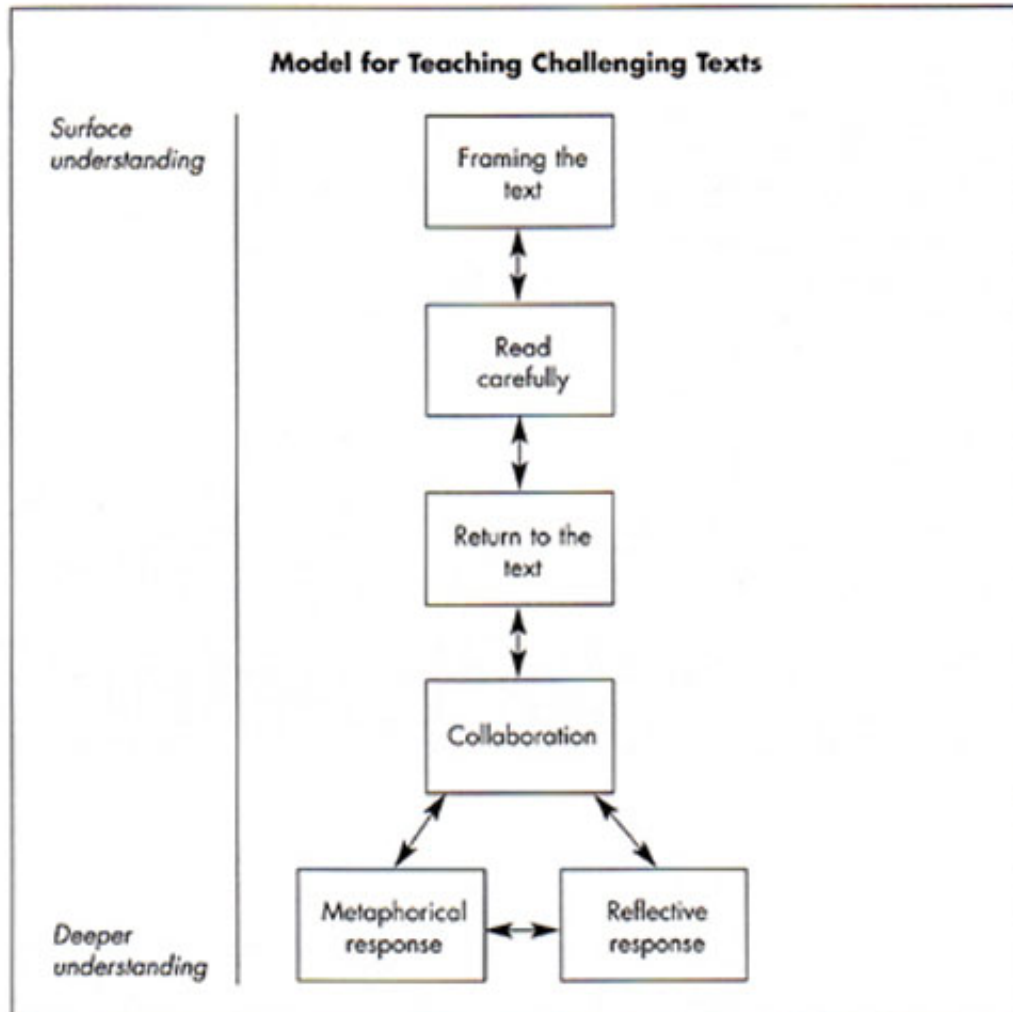 Model for Teaching Challenging Texts
Surface
understanding
Framing the
text
Read
carefully
Return to the
text
Collaboration
Metaphorical
response
Reflective
response
Deeper
understanding